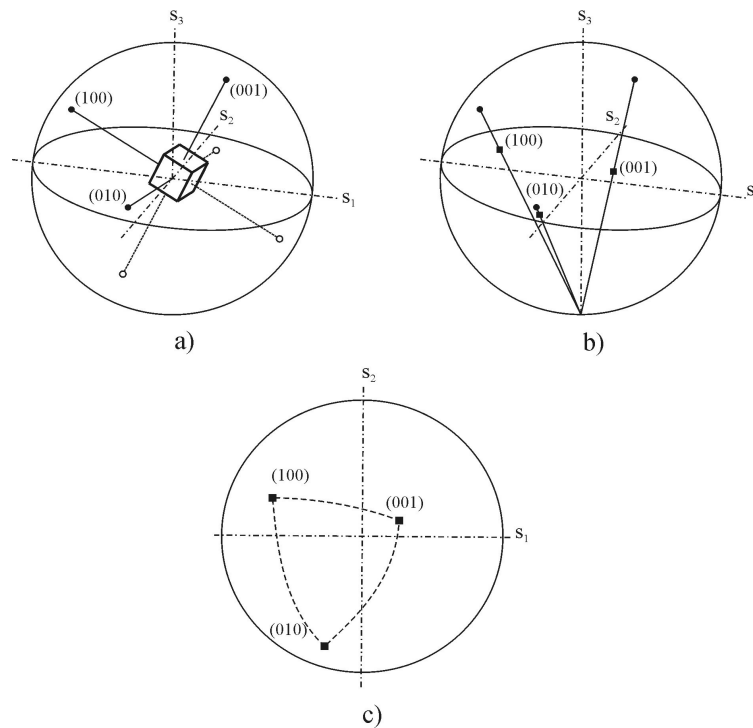 S3
S3
(100)
(001)
S2
S2
(100)
(010)
(010)
(001)
S1
S
a)
b)
S2
(100)
(001)
S1
(010)
c)